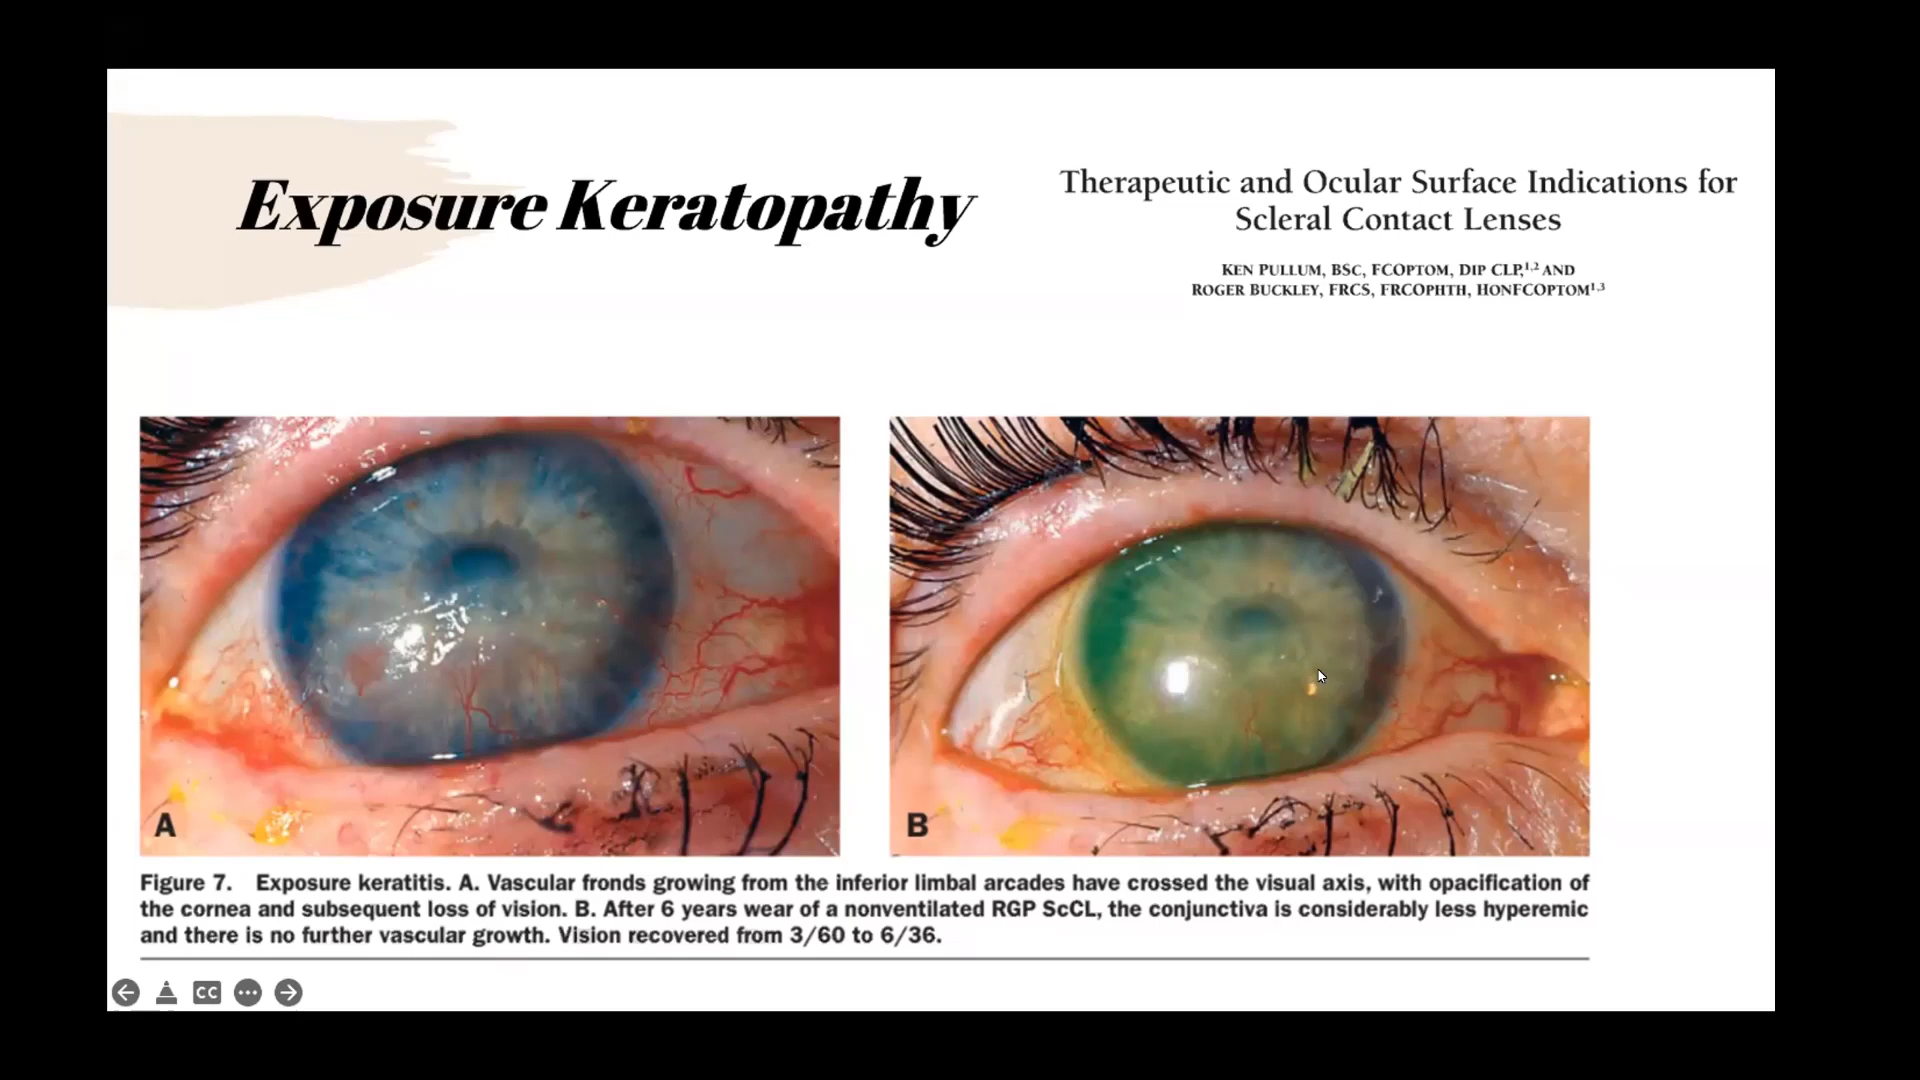 Exposure Keratopathy
Therapeutic and Ocular Surface Indications for
Scleral Contact Lenses
KEN PULLUM, BSC, FCOPTOM, DIP CLP,1,2 AND
ROGER BUCKLEY, FRCS, FRCOPHTH, HONFCOPTOM1,3
A
B
Figure 7. Exposure keratitis. A. Vascular fronds growing from the inferior limbal arcades have crossed the visual axis, with opacification of
the cornea and subsequent loss of vision. B. After 6 years wear of a nonventilated RGP ScCL, the conjunctiva is considerably less hyperemic
and there is no further vascular growth. Vision recovered from 3/60 to 6/36.
CC